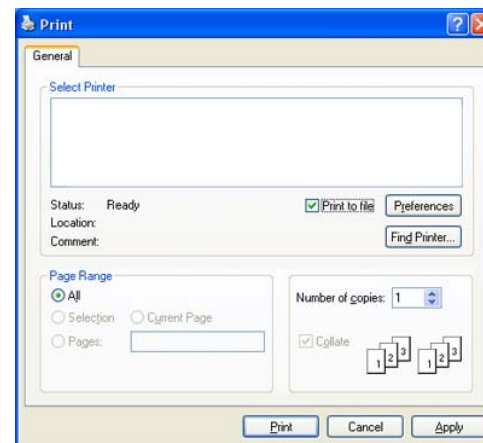 Print
General
Select Printer
Status: Ready
Print to file
Preferences
Location:
Comment:
Find Printer...
Page Range
All
Selection
Current Page
Pages:
Number of copies: 1
Collate
1 2 3 1 2 3
Print
Cancel
Apply